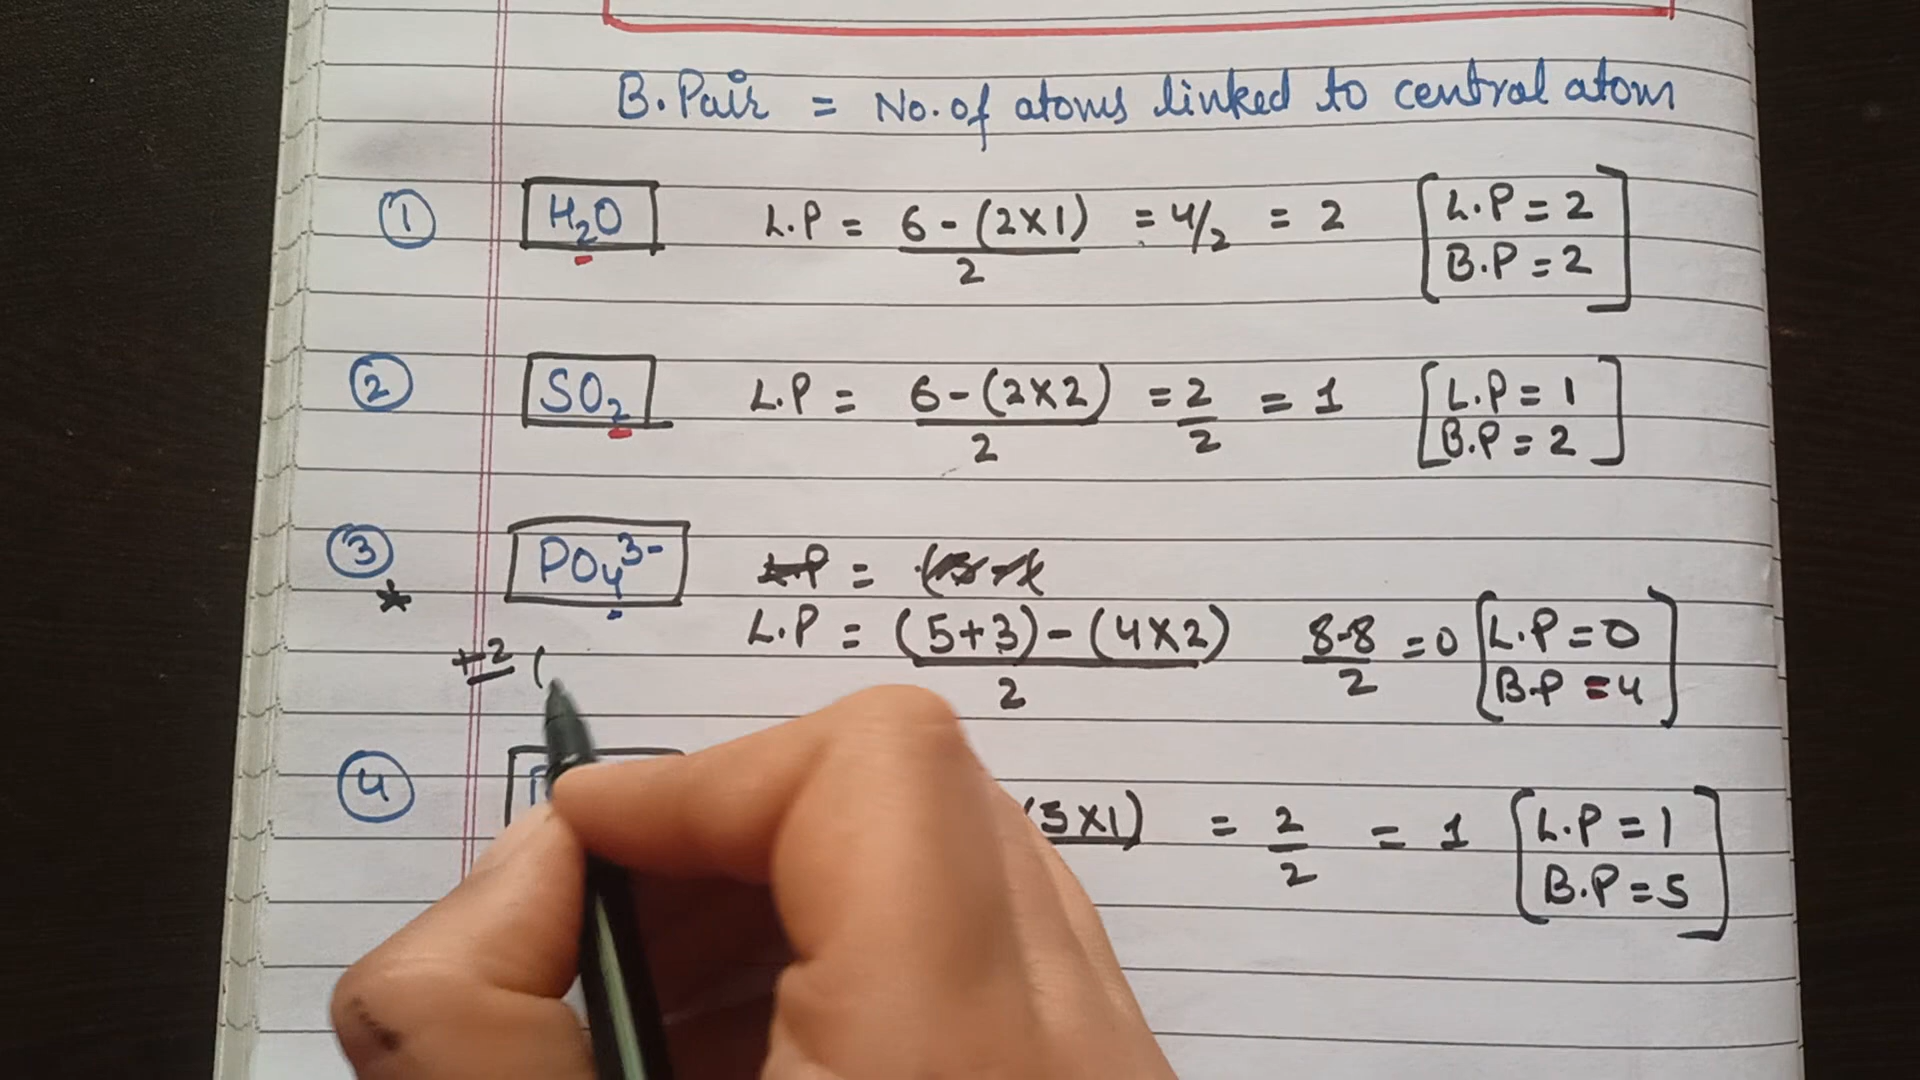 B.Pair = No. of atoms linked to central atom
① H₂O L.P = 6 - (2×1) / 2 = 4/2 = 2 [L.P = 2
B.P = 2]
② SO₂ L.P = 6 - (2×2) / 2 = 2/2 = 1 [L.P = 1
B.P = 2]
③ PO₄³⁻
* L.P = (5+3) - (4×2) / 2 8-8/2 = 0 [L.P = 0
B.P = 4]
+2 (
④ (5×1) = 2/2 = 1 [L.P = 1
B.P = 5]